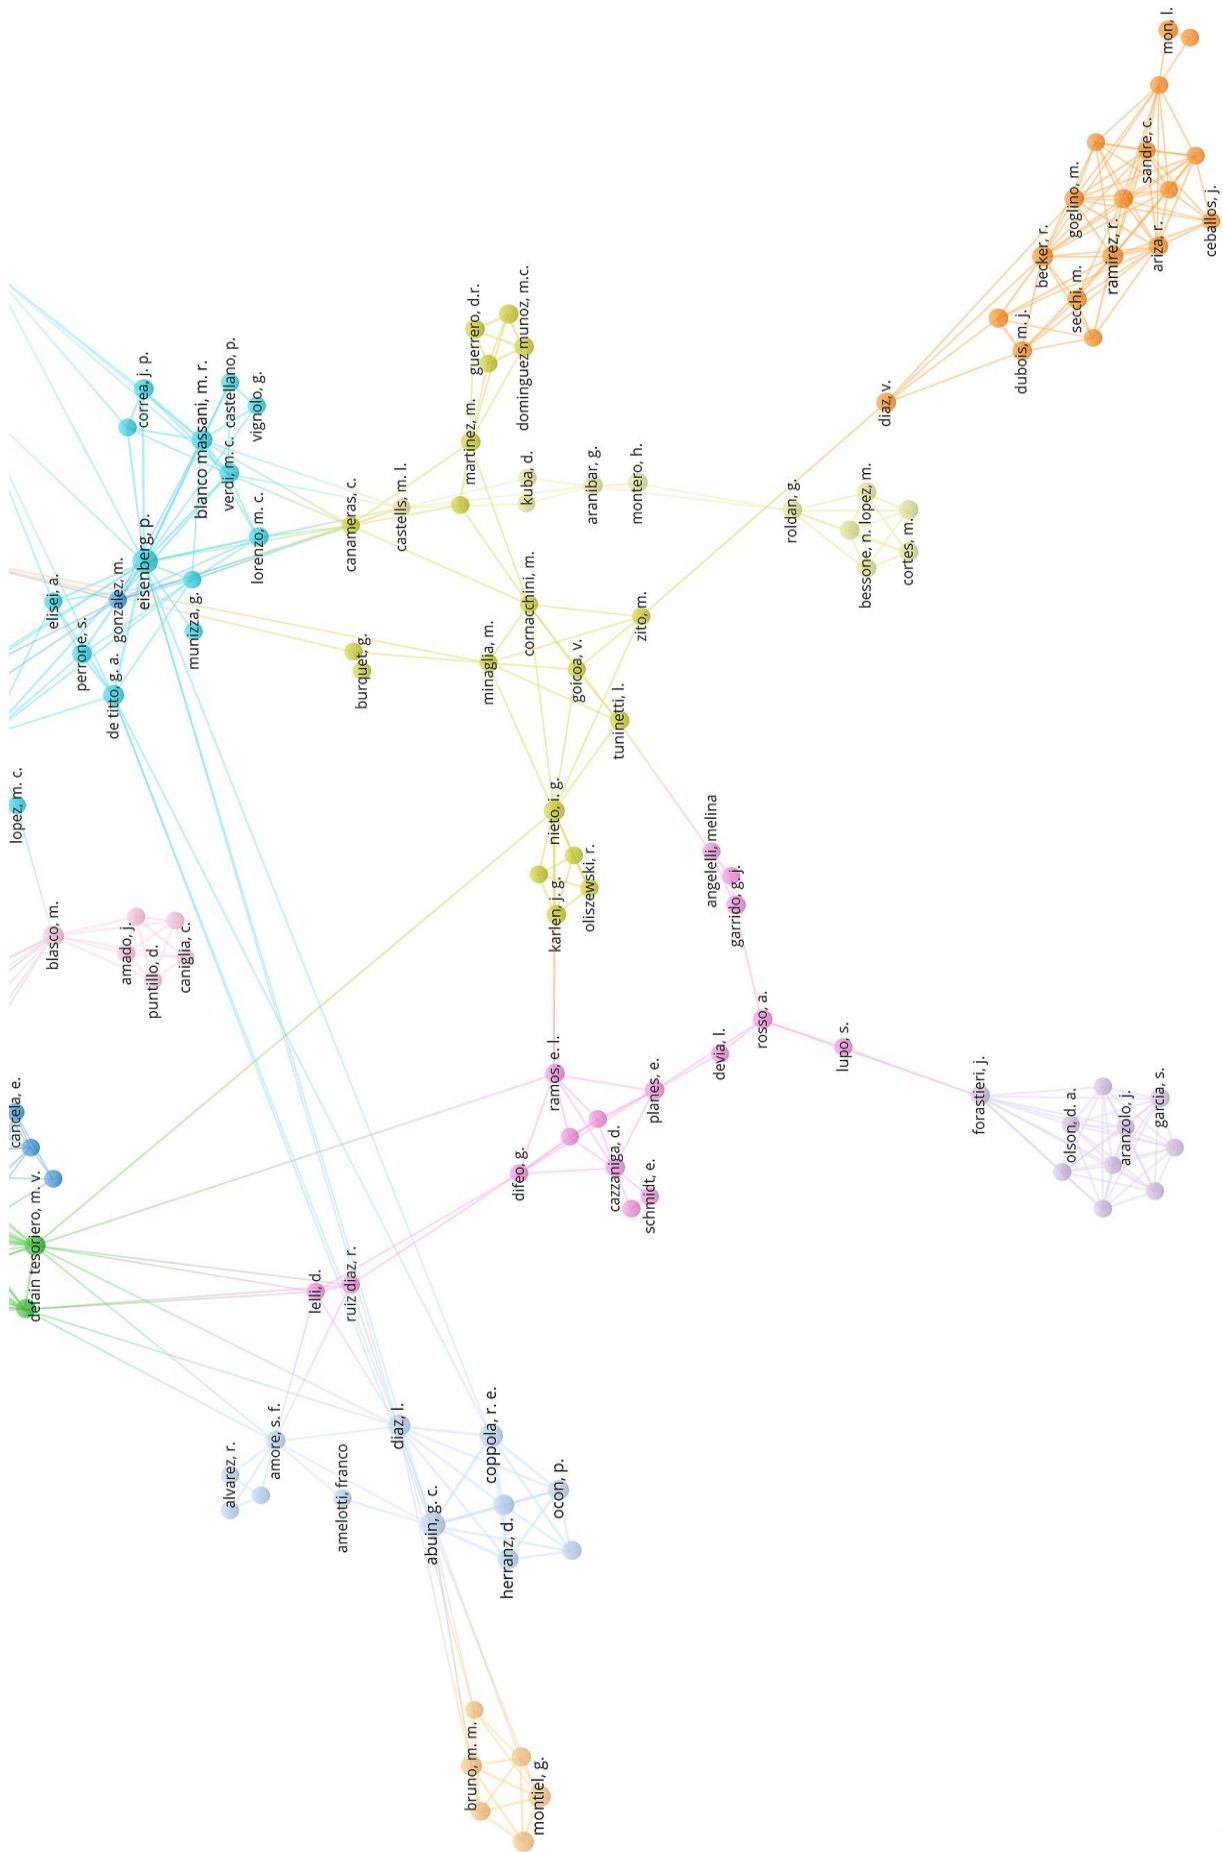 mon, l.
sandre, c.
goglino, m.
ceballos, j.
ariza, r.
ramirez, r.
becker, r.
secchi, m.
dubois, m. j.
diaz, v.
guerrero, d.r.
dominguez munoz, m.c.
martinez, m.
correa, j. p.
castellano, p.
blanco massani, m. r.
vignolo, g.
verdi, m. c.
lorenzo, m. c.
canameras, c.
castells, m. l.
kuba, d.
aranibar, g.
montero, h.
roldan, g.
lopez, m.
bessone, n.
cortes, m.
eisenberg, p.
gonzalez, m.
elisei, a.
perrone, s.
munizza, g.
de titto, g. a.
burquet, g.
minaglia, m.
cornacchini, m.
goicoa, v.
zito, m.
tuninetti, l.
nieto, i. g.
oliszewski, r.
karlen, j. g.
angelelli, melina
garrido, g. j.
lopez, m. c.
blasco, m.
amado, j.
puntillo, d.
caniglia, c.
rosso, a.
devia, l.
lupo, s.
ramos, e. l.
planes, e.
difeo, g.
cazzaniga, d.
schmidt, e.
forastieri, j.
olson, d. a.
aranzolo, j.
garcia, s.
cancela, e.
defain tesoriero, m. v.
lelli, d.
ruiz diaz, r.
amore, s. f.
alvarez, r.
amelotti, franco
diaz, l.
coppola, r. e.
abuin, g. c.
herranz, d.
ocon, p.
bruno, m. m.
montiel, g.